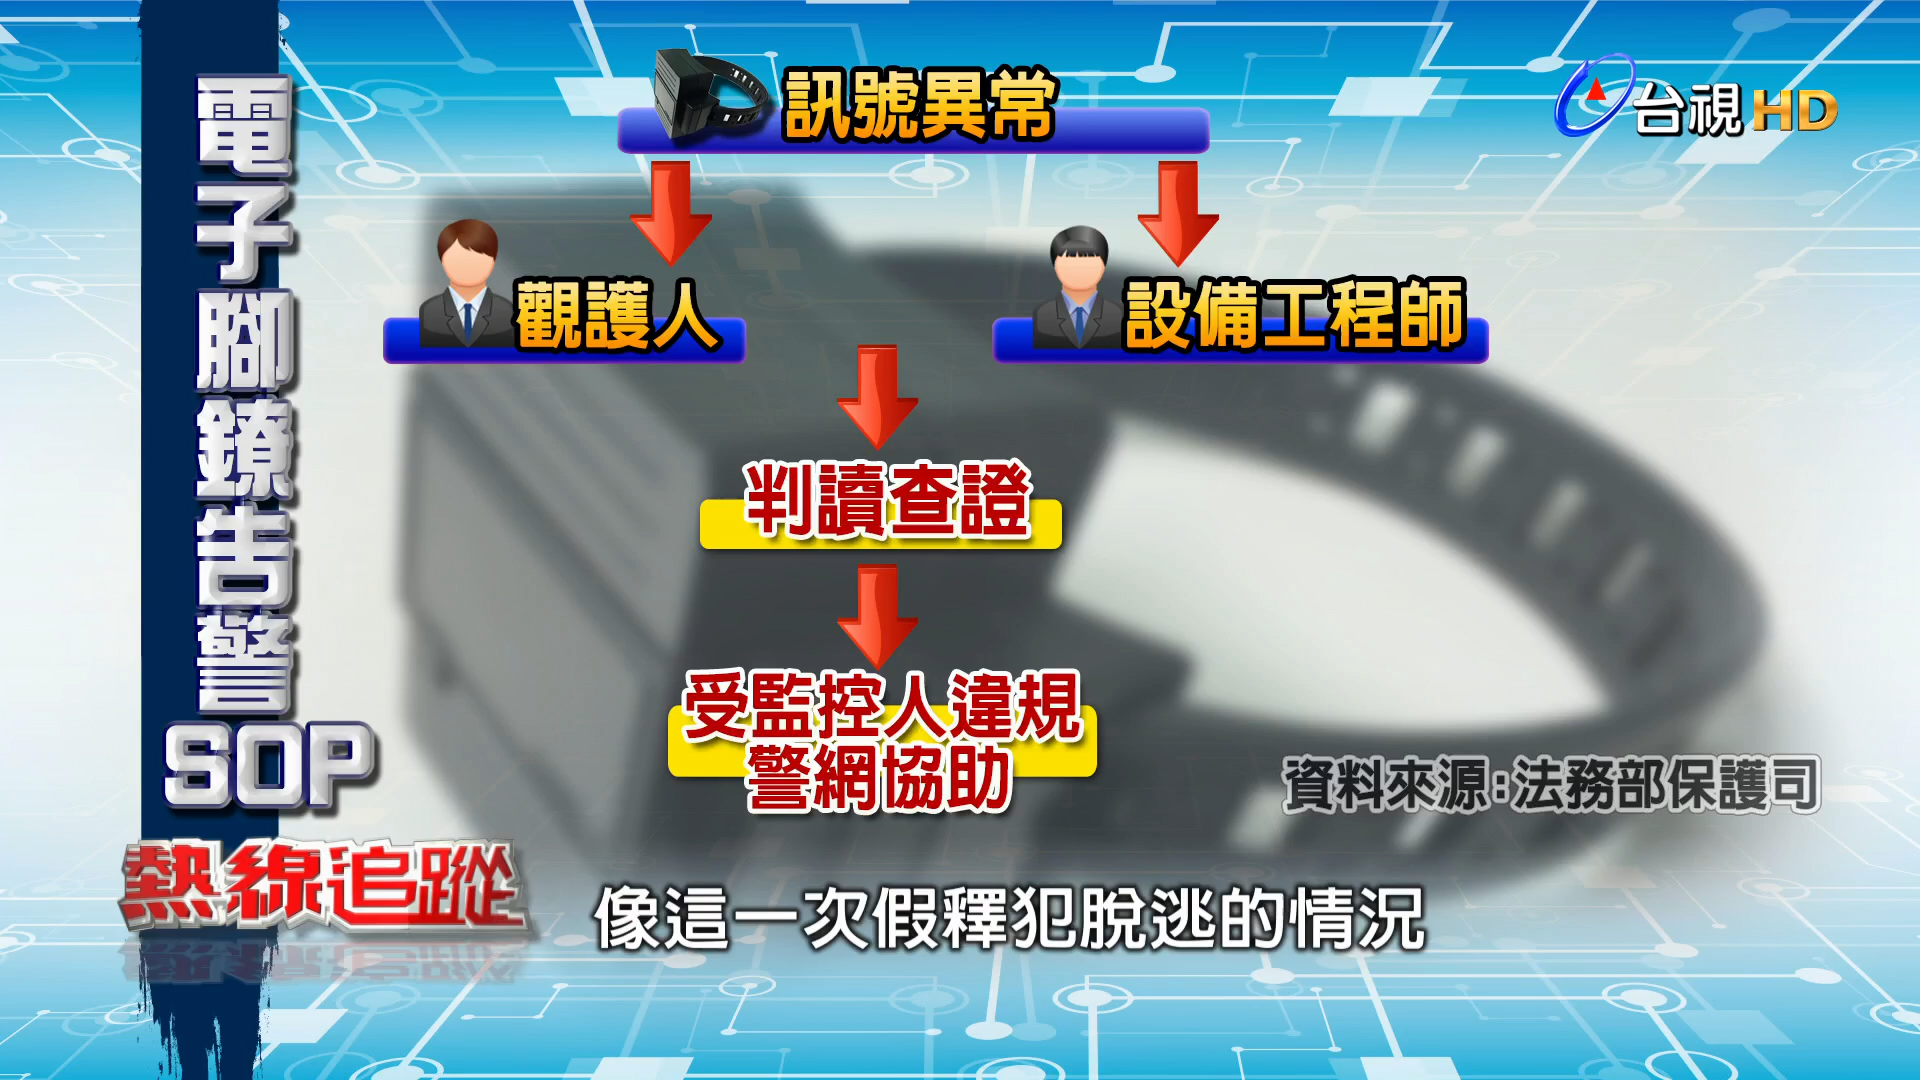 電子腳鐐告警
SOP
訊號異常
台視HD
觀護人
設備工程師
判讀查證
受監控人違規
警網協助
資料來源:法務部保護司
熱線追蹤
像這一次假釋犯脫逃的情況